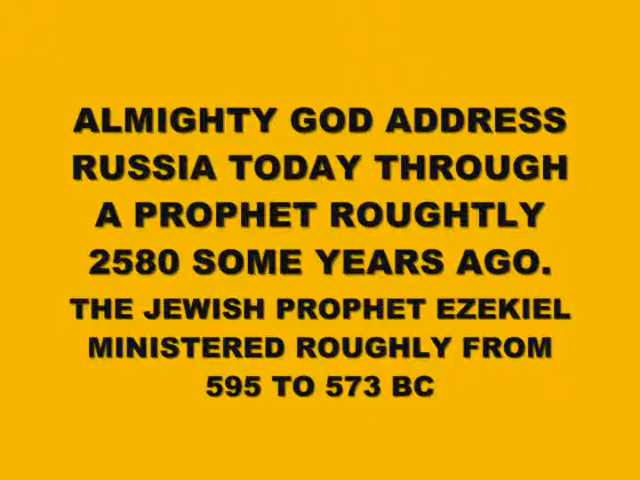 ALMIGHTY GOD ADDRESS
RUSSIA TODAY THROUGH
A PROPHET ROUGHTLY
2580 SOME YEARS AGO.
THE JEWISH PROPHET EZEKIEL
MINISTERED ROUGHLY FROM
595 TO 573 BC